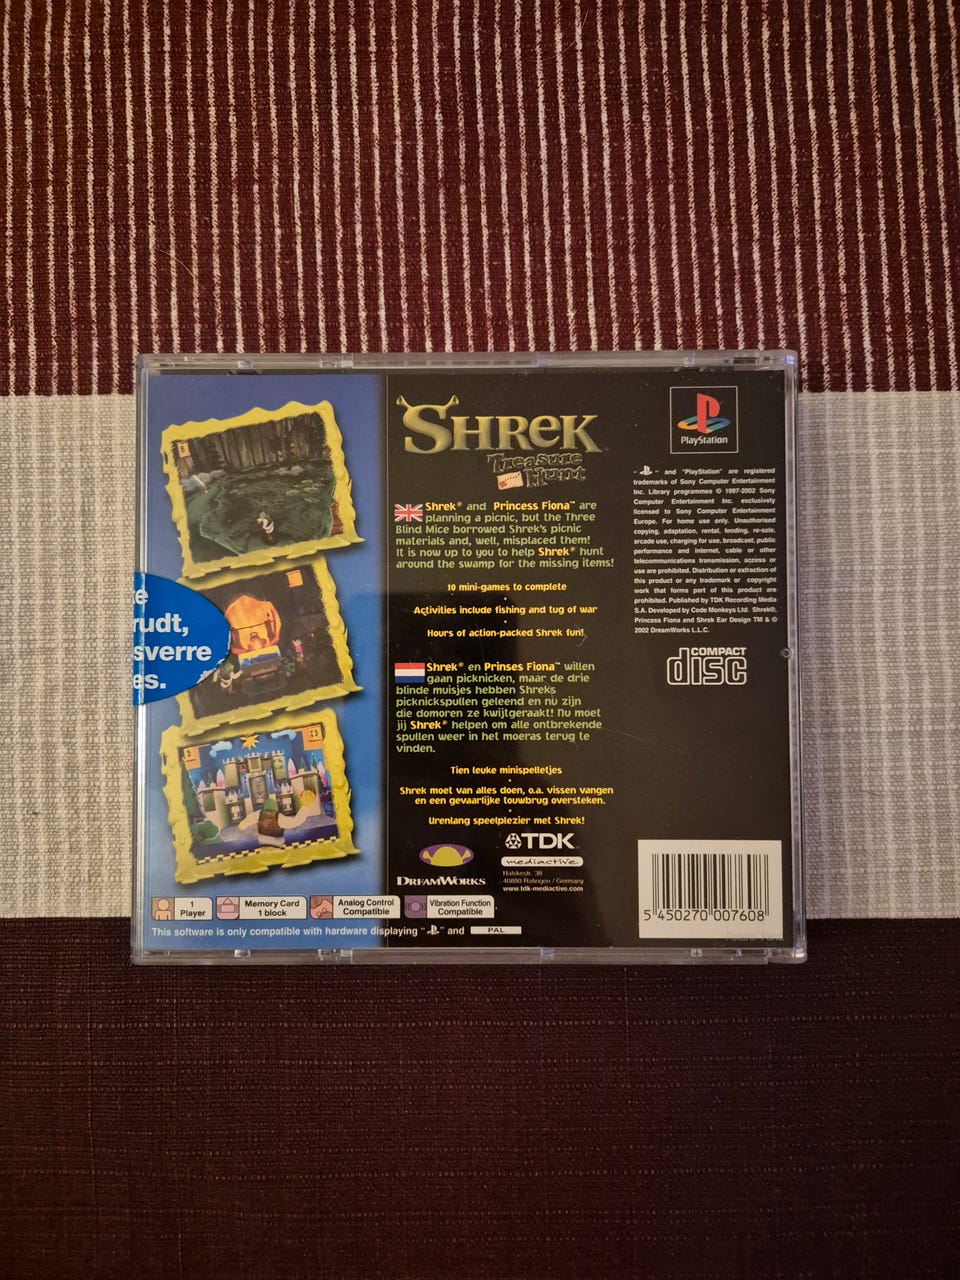 SHREK
Treasure
Hunt
PlayStation
Shrek® and Princess Fiona™ are
planning a picnic, but the Three
Blind Mice borrowed Shrek's picnic
materials and, well, misplaced them!
It is now up to you to help Shrek® hunt
around the swamp for the missing items!
10 mini-games to complete
Activities include fishing and tug of war
Hours of action-packed Shrek fun!
Shrek® en Prinses Fiona™ willen
gaan picknicken, maar de drie
blinde muisjes hebben Shreks
picknickspullen geleend en nu zijn
die domoren ze kwijtgeraakt! Nu moet
jij Shrek® helpen om alle ontbrekende
spullen weer in het moeras terug te
vinden.
Tien leuke minispelletjes
Shrek moet van alles doen, o.a. vissen vangen
en een gevaarlijke touwbrug oversteken.
Urenlang speelplezier met Shrek!
DREAMWORKS
TDK
mediactive
Halskestr. 38
40880 Ratingen / Germany
www.tdk-mediactive.com
" " and "PlayStation" are registered
trademarks of Sony Computer Entertainment
Inc. Library programmes © 1997-2002 Sony
Computer Entertainment Inc. exclusively
licensed to Sony Computer Entertainment
Europe. For home use only. Unauthorised
copying, adaptation, rental, lending, re-sale,
arcade use, charging for use, broadcast, public
performance and internet, cable or other
telecommunications transmission, access or
use are prohibited. Distribution or extraction of
this product or any trademark or copyright
work that forms part of this product are
prohibited. Published by TDK Recording Media
S.A. Developed by Code Monkeys Ltd. Shrek®,
Princess Fiona and Shrek Ear Design TM & ©
2002 DreamWorks L.L.C.
COMPACT
disc
e
rudt,
sverre
es.
1
Player
Memory Card
1 block
Analog Control
Compatible
Vibration Function
Compatible
This software is only compatible with hardware displaying " " and PAL
5 450270 007608